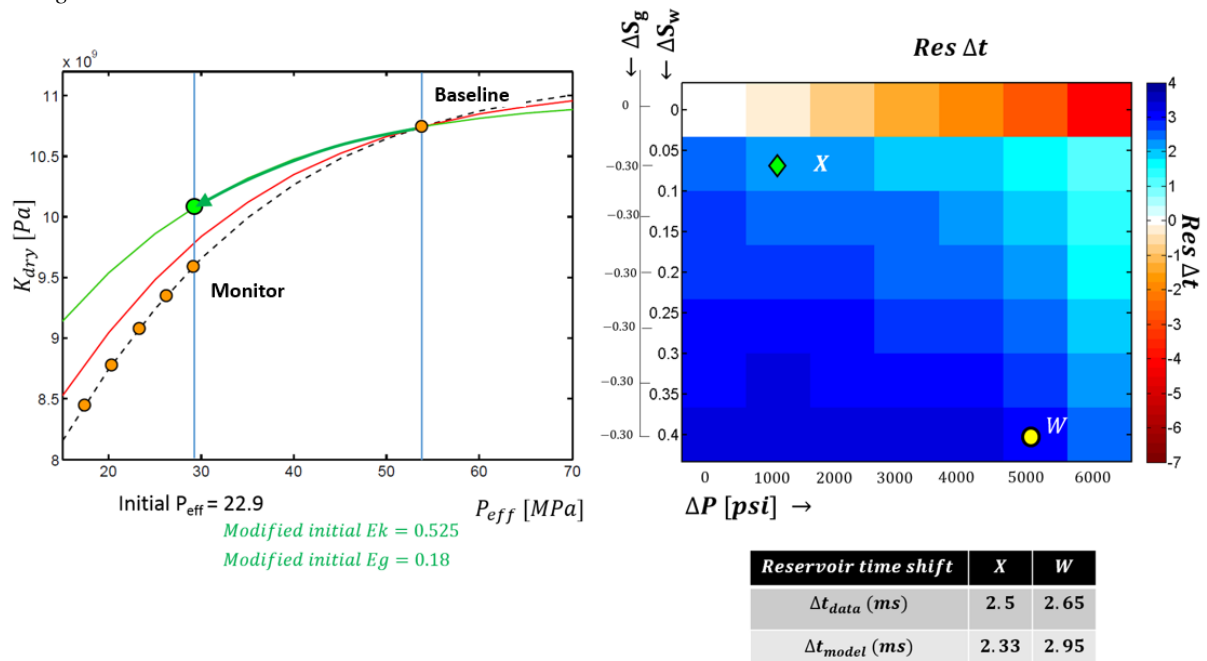 × 10⁹
11
10.5
10
9.5
9
8.5
8
K_dry [Pa]
Baseline
Monitor
20 30 40 50 60 70
Initial P_eff = 22.9
P_eff [MPa]
Modified initial Ek = 0.525
Modified initial Eg = 0.18
← ΔS_g
← ΔS_w
Res Δt
0
-0.30
-0.30
-0.30
-0.30
-0.30
-0.30
0
0.05
0.1
0.15
0.2
0.25
0.3
0.35
0.4
X
W
0 1000 2000 3000 4000 5000 6000
ΔP [psi] →
4
3
2
1
0
-1
-2
-3
-4
-5
-6
-7
Res Δt
Reservoir time shift X W
Δt_data (ms) 2.5 2.65
Δt_model (ms) 2.33 2.95